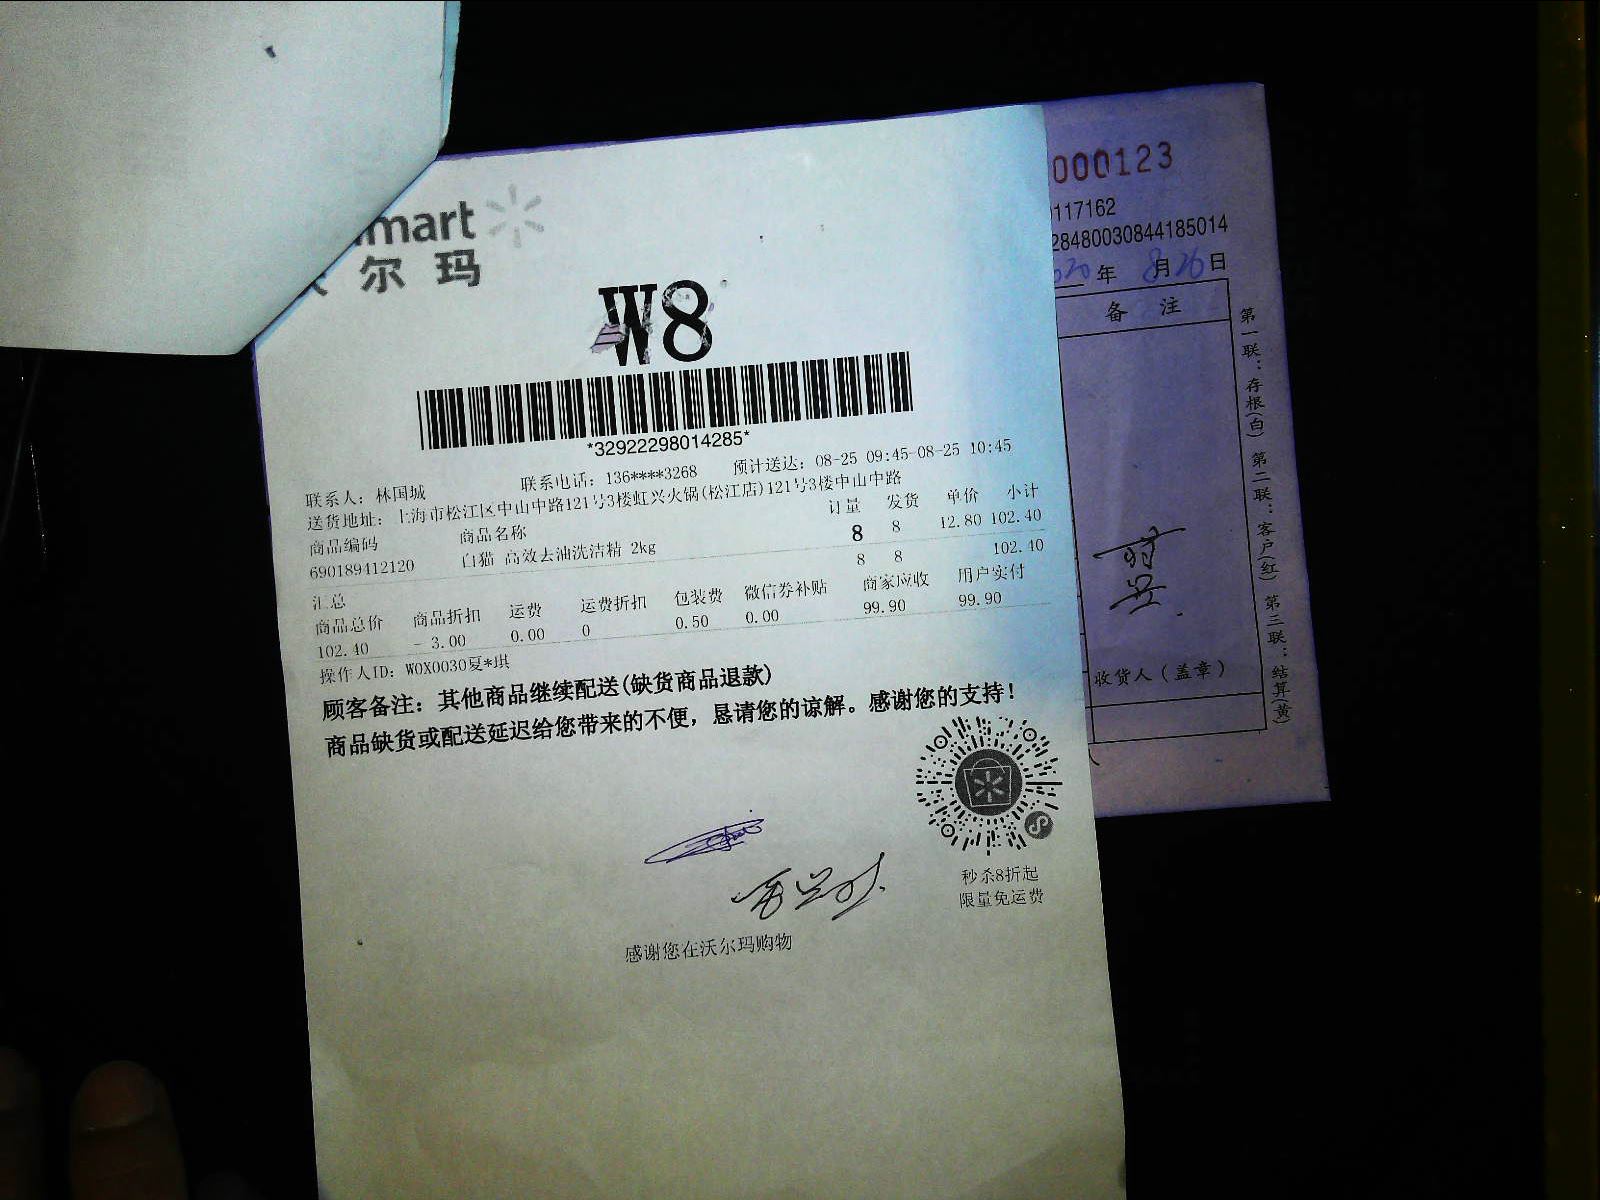 mart
尔 玛
W8
*32922298014285*
联系人：林国城 联系电话：136****3268 预计送达：08-25 09:45-08-25 10:45
送货地址：上海市松江区中山中路121号3楼虹兴火锅(松江店)121号3楼中山中路
商品编码 商品名称 订量 发货 单价 小计
690189412120 白猫 高效去油洗洁精 2kg 8 8 12.80 102.40
汇总 8 8 102.40
商品总价 商品折扣 运费 运费折扣 包装费 微信券补贴 商家应收 用户实付
102.40 - 3.00 0.00 0 0.50 0.00 99.90 99.90
操作人ID：WOX0030夏*琪
顾客备注：其他商品继续配送(缺货商品退款)
商品缺货或配送延迟给您带来的不便，恳请您的谅解。感谢您的支持！
秒杀8折起
限量免运费
感谢您在沃尔玛购物
000123
117162
28480030844185014
20年 8月26日
备 注
收货人（盖章）
第一联：存根(白) 第二联：客户(红) 第三联：结算(黄)